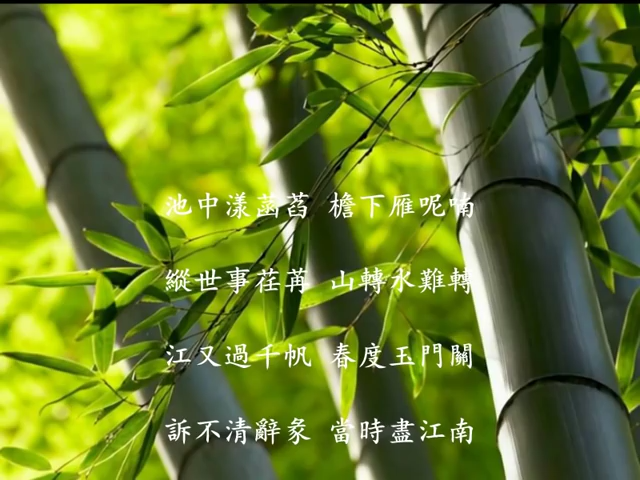 池中漾菡萏 檐下雁呢喃
縱世事荏苒 山轉水難轉
江又過千帆 春度玉門關
訴不清辭彖 當時盡江南